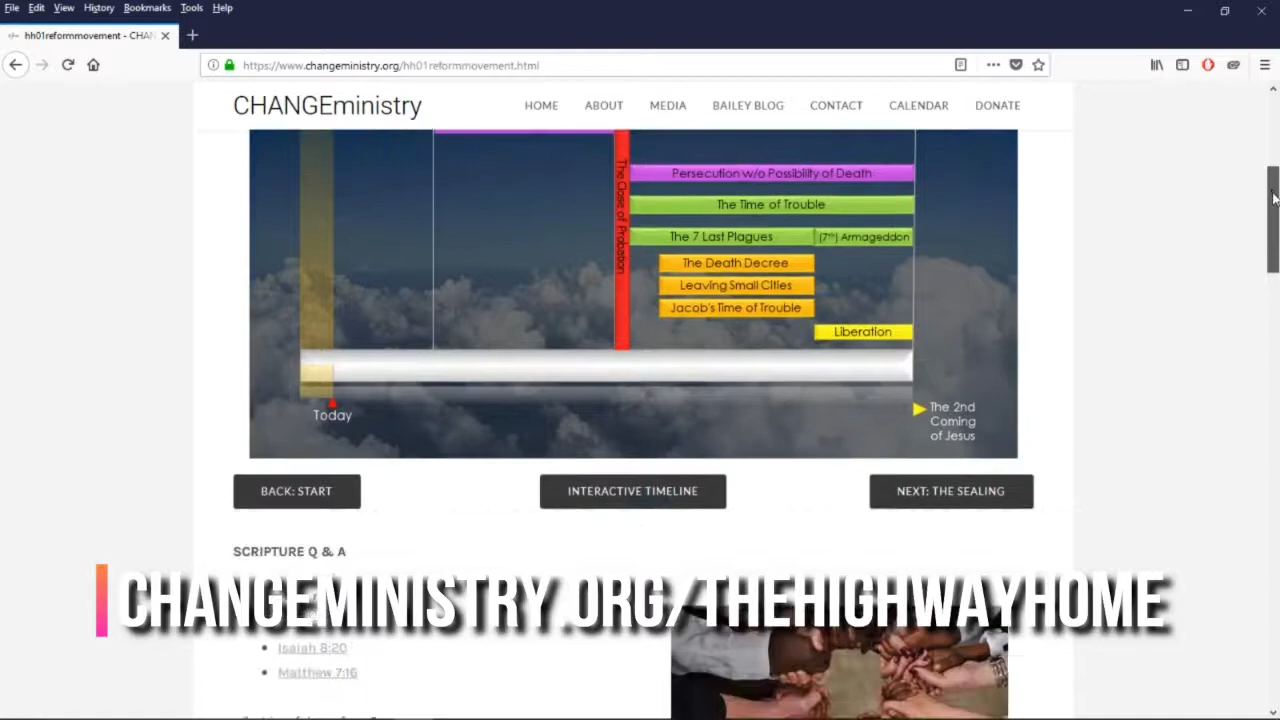 File Edit View History Bookmarks Tools Help
hh01reformmovement - CHAN
https://www.changeministry.org/hh01reformmovement.html
CHANGEministry
HOME ABOUT MEDIA BAILEY BLOG CONTACT CALENDAR DONATE
The Close of Probation
Persecution w/o Possibility of Death
The Time of Trouble
The 7 Last Plagues (7th) Armageddon
The Death Decree
Leaving Small Cities
Jacob's Time of Trouble
Liberation
Today
The 2nd
Coming
of Jesus
BACK: START INTERACTIVE TIMELINE NEXT: THE SEALING
SCRIPTURE Q & A
CHANGEMINISTRY.ORG/THEHIGHWAYHOME
Isaiah 8:20
Matthew 7:16